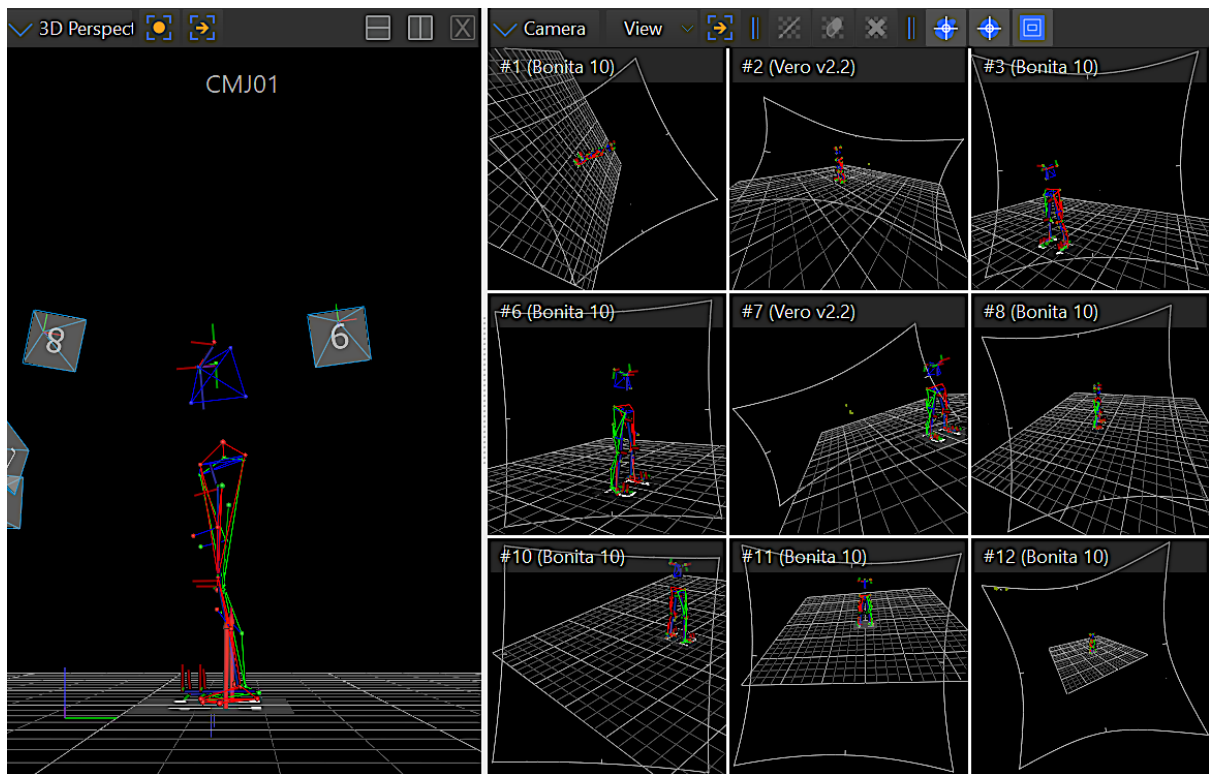 3D Perspect
CMJ01
8
6
Camera
View
#1 (Bonita 10)
#2 (Vero v2.2)
#3 (Bonita 10)
#6 (Bonita 10)
#7 (Vero v2.2)
#8 (Bonita 10)
#10 (Bonita 10)
#11 (Bonita 10)
#12 (Bonita 10)